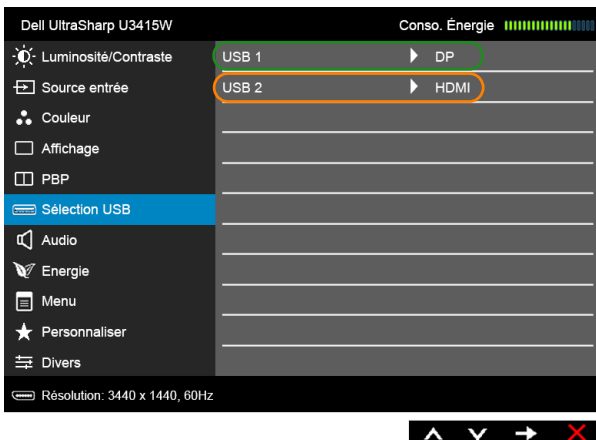 Dell UltraSharp U3415W Conso. Énergie
Luminosité/Contraste USB 1 DP
Source entrée USB 2 HDMI
Couleur
Affichage
PBP
Sélection USB
Audio
Energie
Menu
Personnaliser
Divers
Résolution: 3440 x 1440, 60Hz